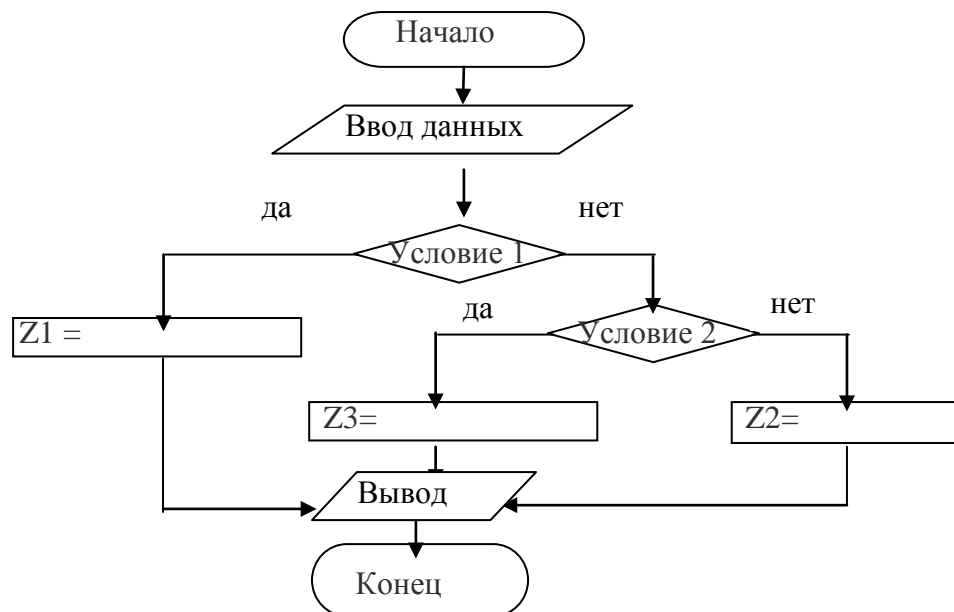 Начало
Ввод данных
да
нет
Условие 1
Z1 =
да
нет
Условие 2
Z3=
Z2=
Вывод
Конец